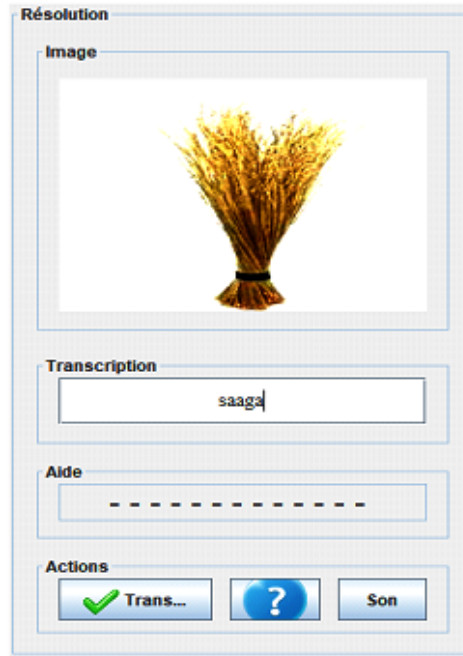 Résolution
Image
Transcription
saaga
Aide
- - - - - - - - - - - - -
Actions
Trans...
?
Son